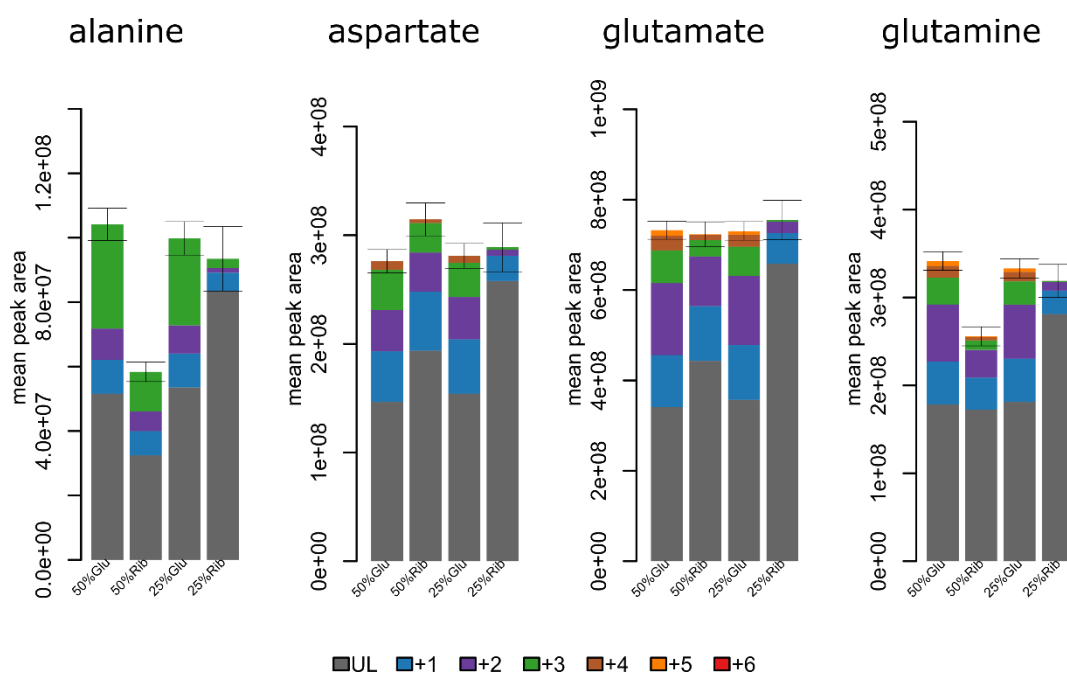 alanine
aspartate
glutamate
glutamine
mean peak area
0.0e+00
4.0e+07
8.0e+07
1.2e+08
50%Glu
50%Rib
25%Glu
25%Rib
mean peak area
0e+00
1e+08
2e+08
3e+08
4e+08
50%Glu
50%Rib
25%Glu
25%Rib
mean peak area
0e+00
2e+08
4e+08
6e+08
8e+08
1e+09
50%Glu
50%Rib
25%Glu
25%Rib
mean peak area
0e+00
1e+08
2e+08
3e+08
5e+08
50%Glu
50%Rib
25%Glu
25%Rib
UL +1 +2 +3 +4 +5 +6